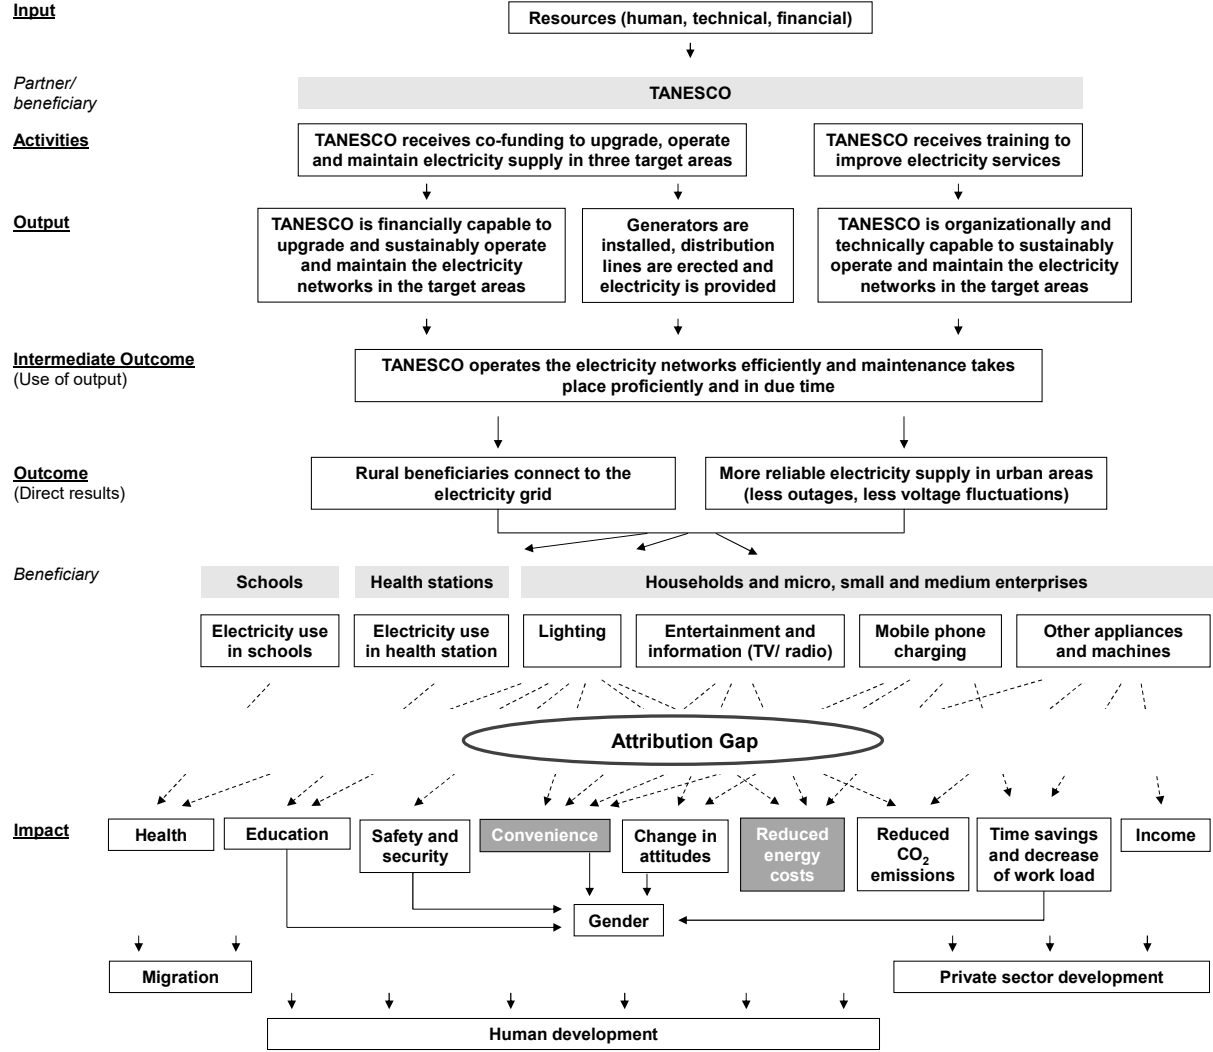 Input
Resources (human, technical, financial)
Partner/
beneficiary
TANESCO
Activities
TANESCO receives co-funding to upgrade, operate
and maintain electricity supply in three target areas
TANESCO receives training to
improve electricity services
Output
TANESCO is financially capable to
upgrade and sustainably operate
and maintain the electricity
networks in the target areas
Generators are
installed, distribution
lines are erected and
electricity is provided
TANESCO is organizationally and
technically capable to sustainably
operate and maintain the electricity
networks in the target areas
Intermediate Outcome
(Use of output)
TANESCO operates the electricity networks efficiently and maintenance takes
place proficiently and in due time
Outcome
(Direct results)
Rural beneficiaries connect to the
electricity grid
More reliable electricity supply in urban areas
(less outages, less voltage fluctuations)
Beneficiary
Schools
Health stations
Households and micro, small and medium enterprises
Electricity use
in schools
Electricity use
in health station
Lighting
Entertainment and
information (TV/ radio)
Mobile phone
charging
Other appliances
and machines
Attribution Gap
Impact
Health
Education
Safety and
security
Convenience
Change in
attitudes
Reduced
energy
costs
Reduced
CO2
emissions
Time savings
and decrease
of work load
Income
Gender
Migration
Private sector development
Human development